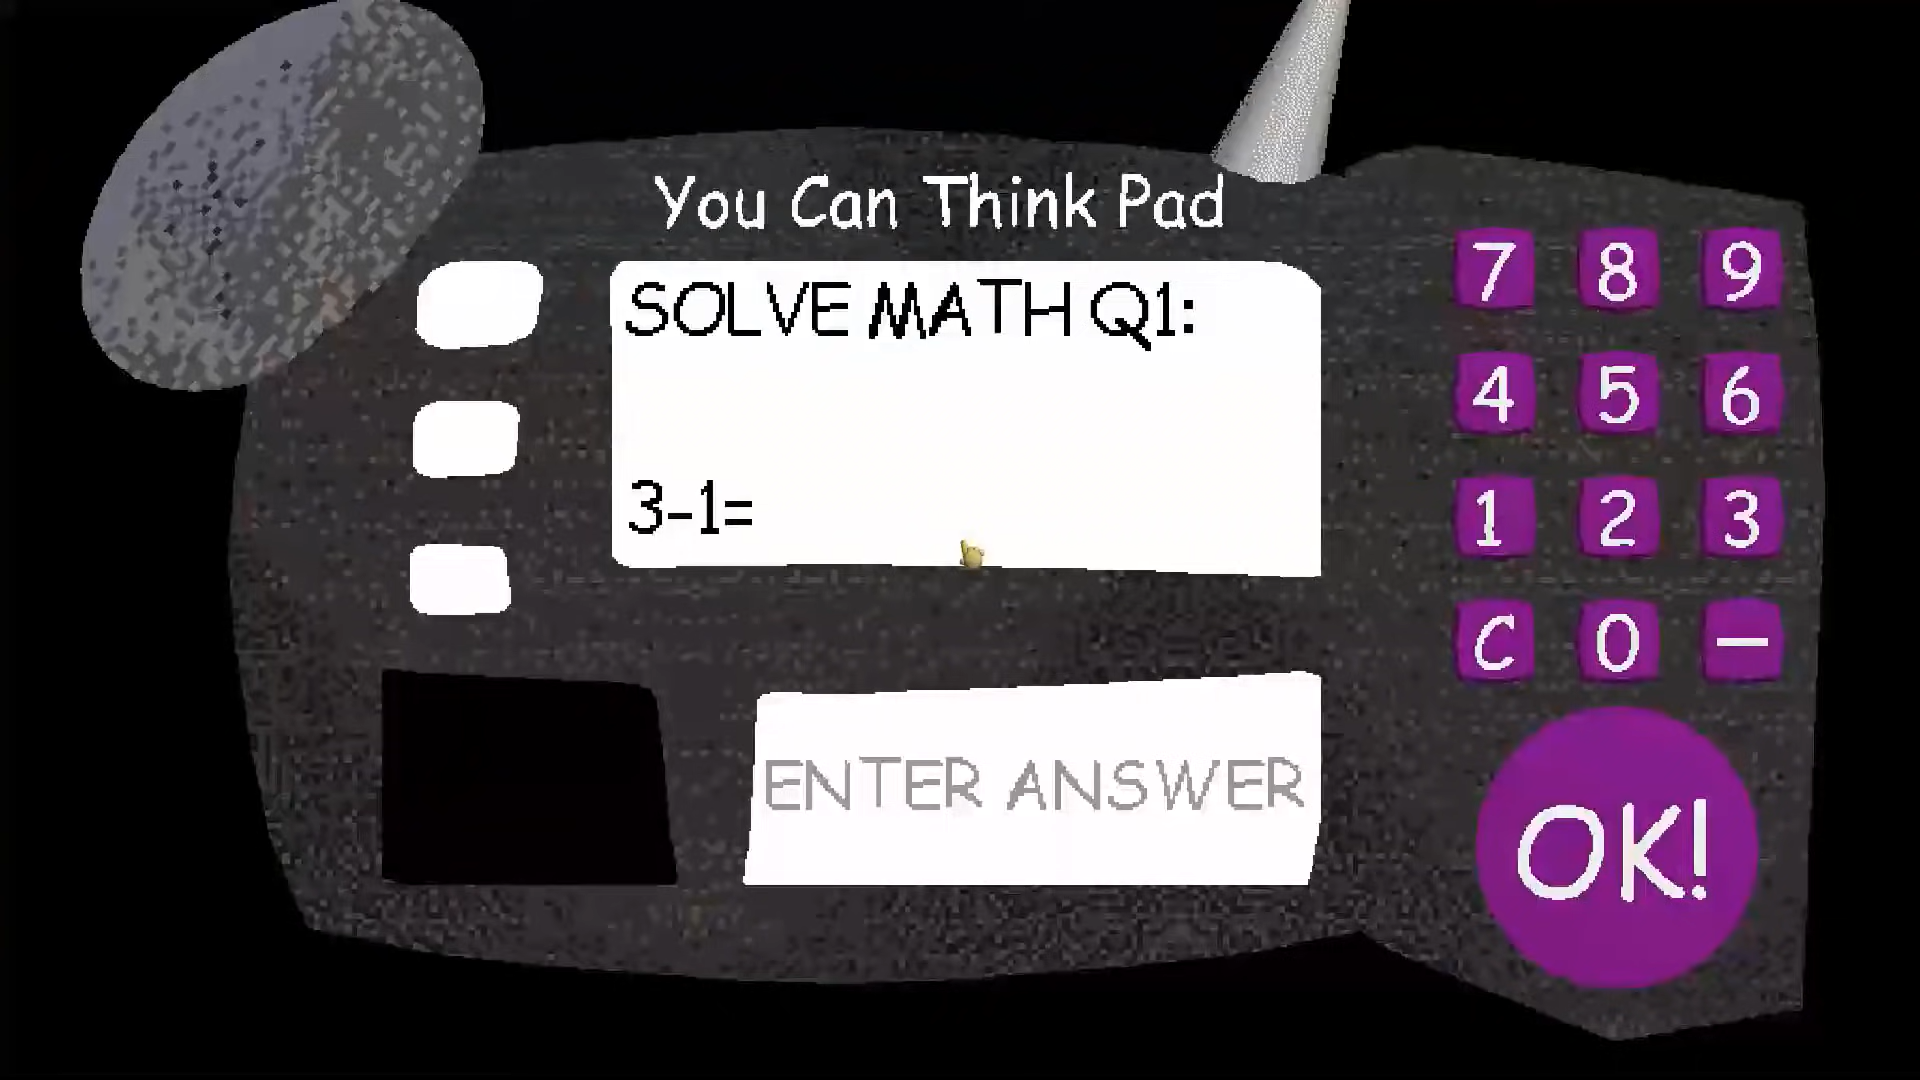 You Can Think Pad
SOLVE MATH Q1:
3-1=
ENTER ANSWER
7 8 9
4 5 6
1 2 3
C 0 −
OK!